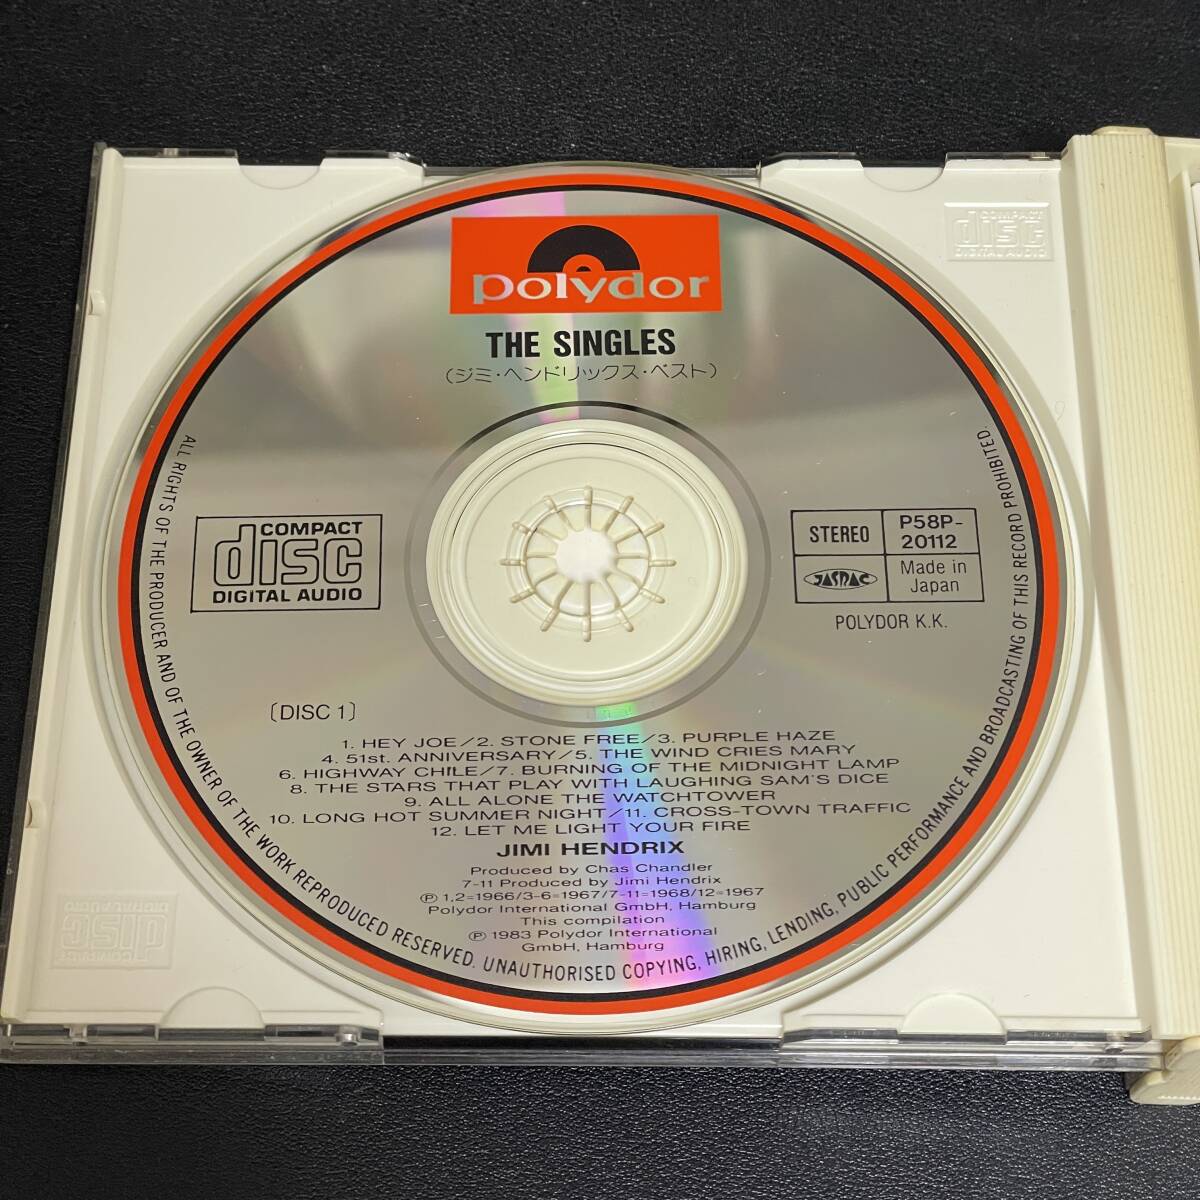 polydor
THE SINGLES
(ジミ・ヘンドリックス・ベスト)
COMPACT
disc
DIGITAL AUDIO
STEREO
P58P-
20112
JASRAC
Made in
Japan
POLYDOR K.K.
[DISC 1]
1. HEY JOE/2. STONE FREE/3. PURPLE HAZE
4. 51st. ANNIVERSARY/5. THE WIND CRIES MARY
6. HIGHWAY CHILE/7. BURNING OF THE MIDNIGHT LAMP
8. THE STARS THAT PLAY WITH LAUGHING SAM'S DICE
9. ALL ALONE THE WATCHTOWER
10. LONG HOT SUMMER NIGHT/11. CROSS-TOWN TRAFFIC
12. LET ME LIGHT YOUR FIRE
JIMI HENDRIX
Produced by Chas Chandler
7-11 Produced by Jimi Hendrix
Ⓟ 1,2=1966/3-6=1967/7-11=1968/12=1967
Polydor International GmbH, Hamburg
This compilation
Ⓟ 1983 Polydor International
GmbH, Hamburg
ALL RIGHTS OF THE PRODUCER AND OF THE OWNER OF THE WORK REPRODUCED RESERVED. UNAUTHORISED COPYING, HIRING, LENDING, PUBLIC PERFORMANCE AND BROADCASTING OF THIS RECORD PROHIBITED.
COMPACT
disc
DIGITAL AUDIO
COMPACT
disc
DIGITAL AUDIO